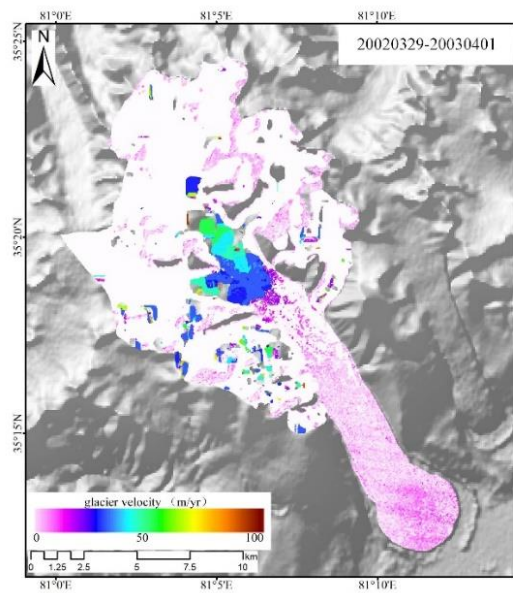 81°0'E 81°5'E 81°10'E
35°25'N
N
20020329-20030401
35°20'N
35°15'N
glacier velocity （m/yr）
0 50 100
km
0 1.25 2.5 5 7.5 10
81°0'E 81°5'E 81°10'E